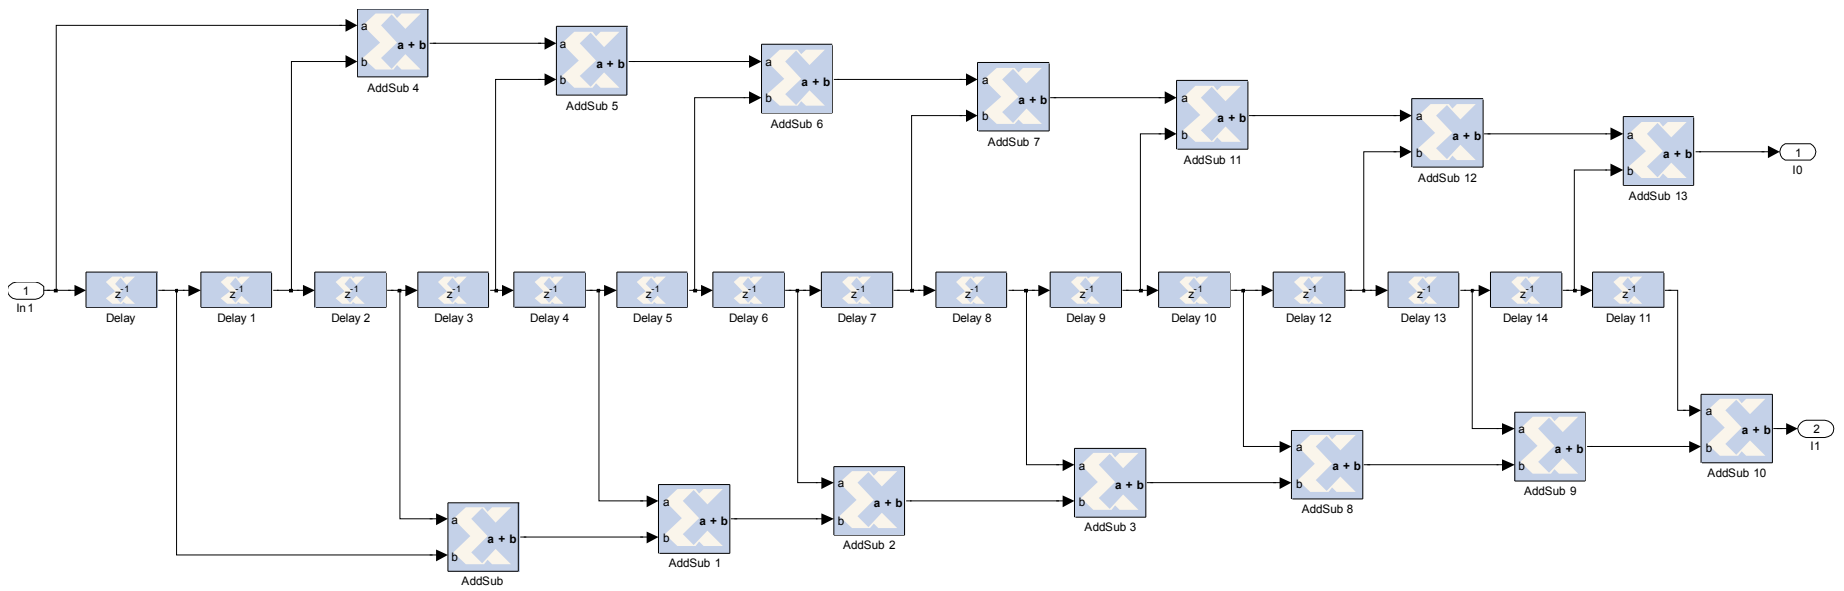 a
b
a + b
AddSub 4
a
b
a + b
AddSub 5
a
b
a + b
AddSub 6
a
b
a + b
AddSub 7
a
b
a + b
AddSub 11
a
b
a + b
AddSub 12
a
b
a + b
AddSub 13
1
I0
1
In 1
z-1
Delay
z-1
Delay 1
z-1
Delay 2
z-1
Delay 3
z-1
Delay 4
z-1
Delay 5
z-1
Delay 6
z-1
Delay 7
z-1
Delay 8
z-1
Delay 9
z-1
Delay 10
z-1
Delay 12
z-1
Delay 13
z-1
Delay 14
z-1
Delay 11
a
b
a + b
AddSub
a
b
a + b
AddSub 1
a
b
a + b
AddSub 2
a
b
a + b
AddSub 3
a
b
a + b
AddSub 8
a
b
a + b
AddSub 9
a
b
a + b
AddSub 10
2
I1